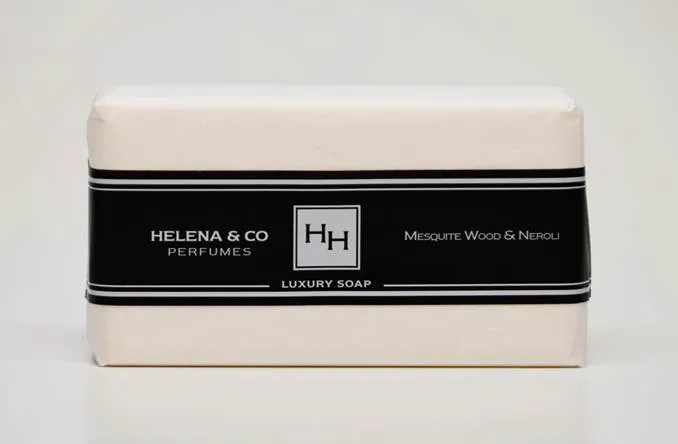 HELENA & CO
PERFUMES
HH
MESQUITE WOOD & NEROLI
LUXURY SOAP